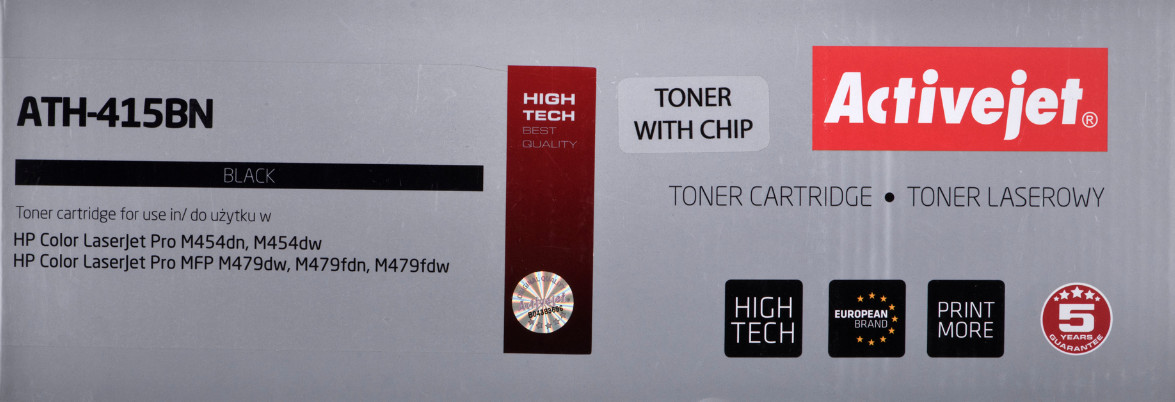 ATH-415BN
BLACK
Toner cartridge for use in/ do użytku w
HP Color LaserJet Pro M454dn, M454dw
HP Color LaserJet Pro MFP M479dw, M479fdn, M479fdw
HIGH
TECH
BEST
QUALITY
Activejet
TONER
WITH CHIP
Activejet®
TONER CARTRIDGE • TONER LASEROWY
HIGH
TECH
EUROPEAN
BRAND
PRINT
MORE
5
YEARS
GUARANTEE